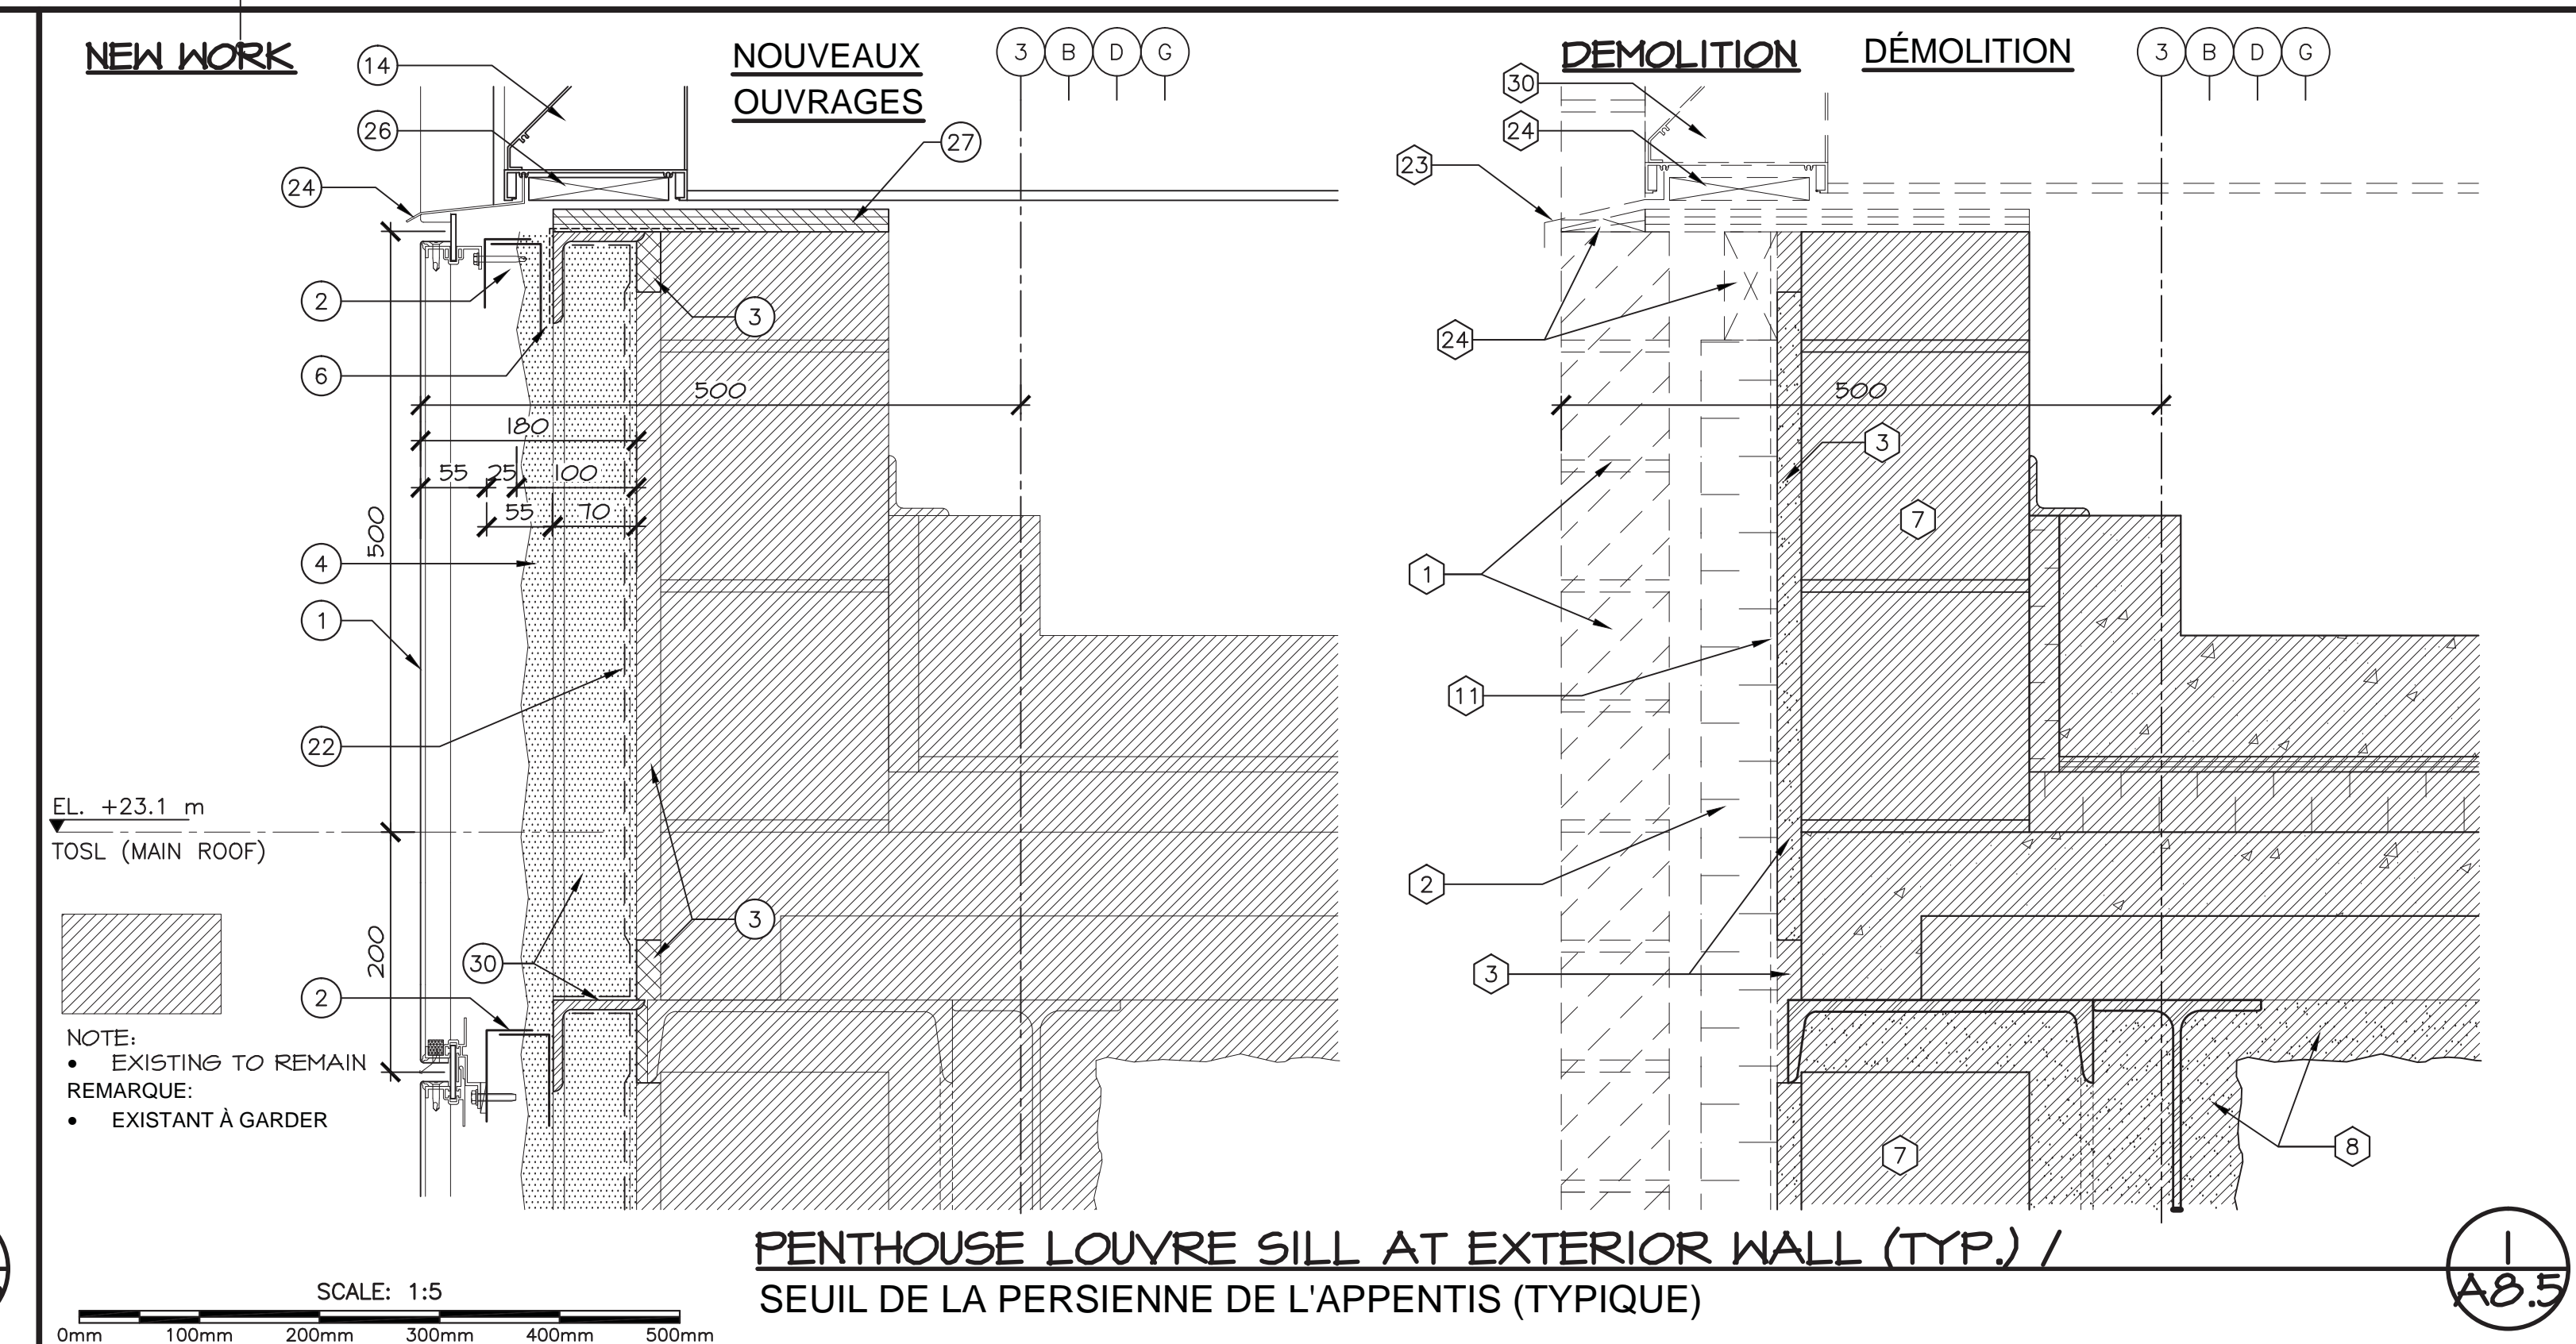 NEW WORK
NOUVEAUX
OUVRAGES
3 B D G
14
26
24
27
2
3
6
500
180
55 25 100
55 70
500
4
1
22
EL. +23.1 m
TOSL (MAIN ROOF)
3
200
30
2
NOTE:
• EXISTING TO REMAIN
REMARQUE:
• EXISTANT À GARDER
DEMOLITION
DÉMOLITION
3 B D G
30
24
23
24
500
3
7
1
11
2
3
7
8
PENTHOUSE LOUVRE SILL AT EXTERIOR WALL (TYP.) /
SEUIL DE LA PERSIENNE DE L'APPENTIS (TYPIQUE)
1
A8.5
SCALE: 1:5
0mm 100mm 200mm 300mm 400mm 500mm